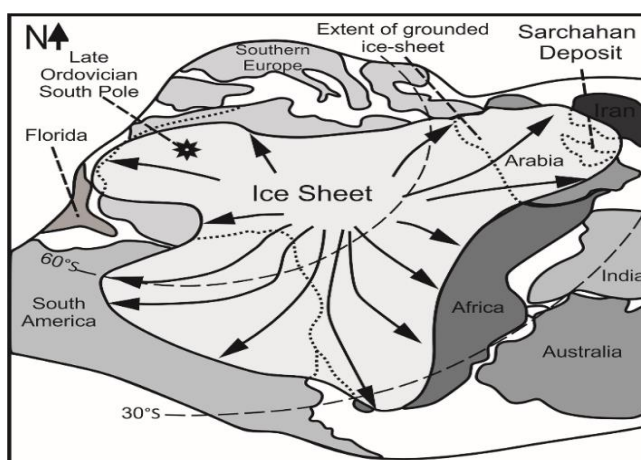 N
Late
Ordovician
South Pole
Southern
Europe
Extent of grounded
ice-sheet
Sarchahan
Deposit
Florida
Iran
Arabia
Ice Sheet
60°S
South
America
Africa
India
Australia
30°S